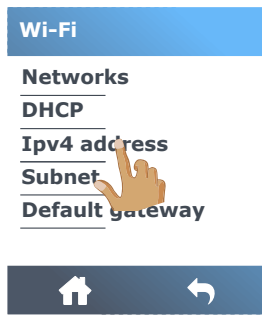 Wi-Fi
Networks
DHCP
Ipv4 address
Subnet
Default gateway